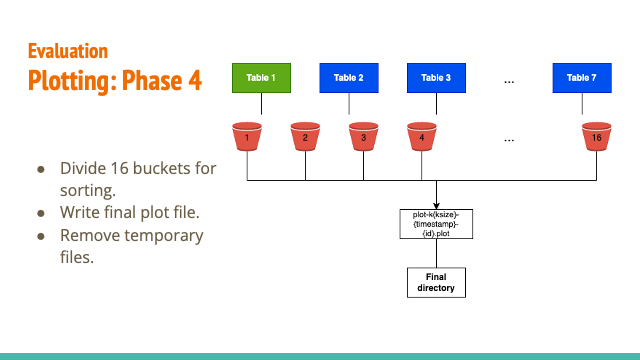 Evaluation
Plotting: Phase 4
Table 1
Table 2
Table 3
...
Table 7
1
2
3
4
...
16
● Divide 16 buckets for
sorting.
● Write final plot file.
● Remove temporary
files.
plot-k{ksize}-
{timestamp}-
{id}.plot
Final
directory